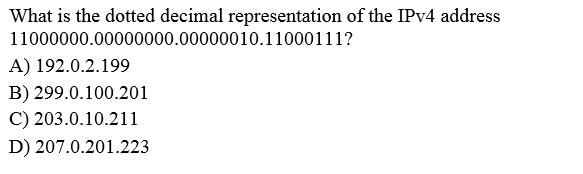 What is the dotted decimal representation of the IPv4 address
11000000.00000000.00000010.11000111?
A) 192.0.2.199
B) 299.0.100.201
C) 203.0.10.211
D) 207.0.201.223